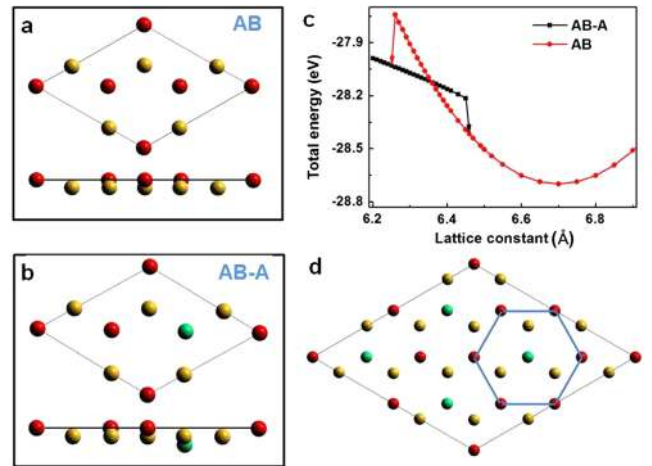 a
AB
b
AB-A
c
Total energy (eV)
-27.9
-28.2
-28.5
-28.8
AB-A
AB
6.2
6.4
6.6
6.8
Lattice constant (Å)
d